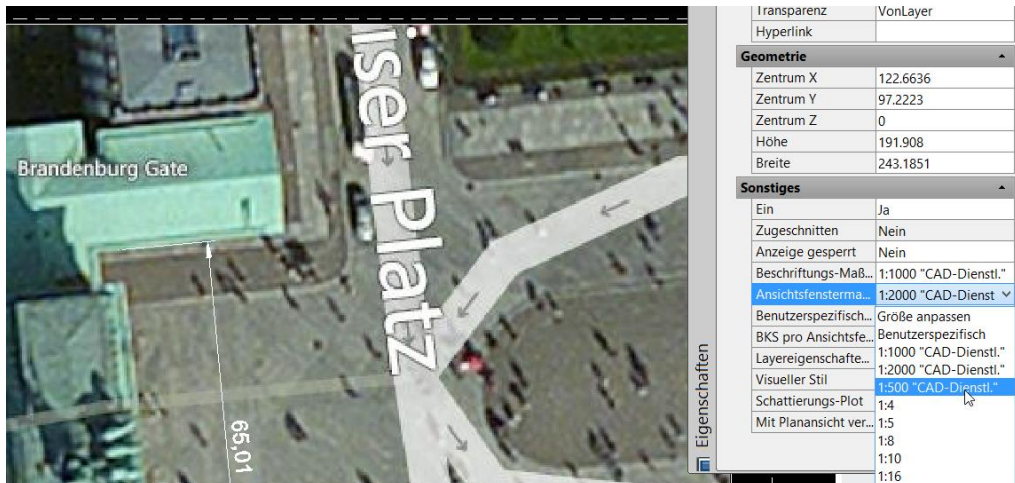 iser Platz
Brandenburg Gate
65,01
Eigenschaften
Transparenz VonLayer
Hyperlink
Geometrie
Zentrum X 122.6636
Zentrum Y 97.2223
Zentrum Z 0
Höhe 191.908
Breite 243.1851
Sonstiges
Ein Ja
Zugeschnitten Nein
Anzeige gesperrt Nein
Beschriftungs-Maß... 1:1000 "CAD-Dienstl."
Ansichtsfensterma... 1:2000 "CAD-Dienst
Benutzerspezifisch... Größe anpassen
Benutzerspezifisch
BKS pro Ansichtsfe...
1:1000 "CAD-Dienstl."
Layereigenschafte... 1:2000 "CAD-Dienstl."
Visueller Stil 1:500 "CAD-Dienstl."
Schattierungs-Plot 1:4
Mit Planansicht ver... 1:5
1:8
1:10
1:16